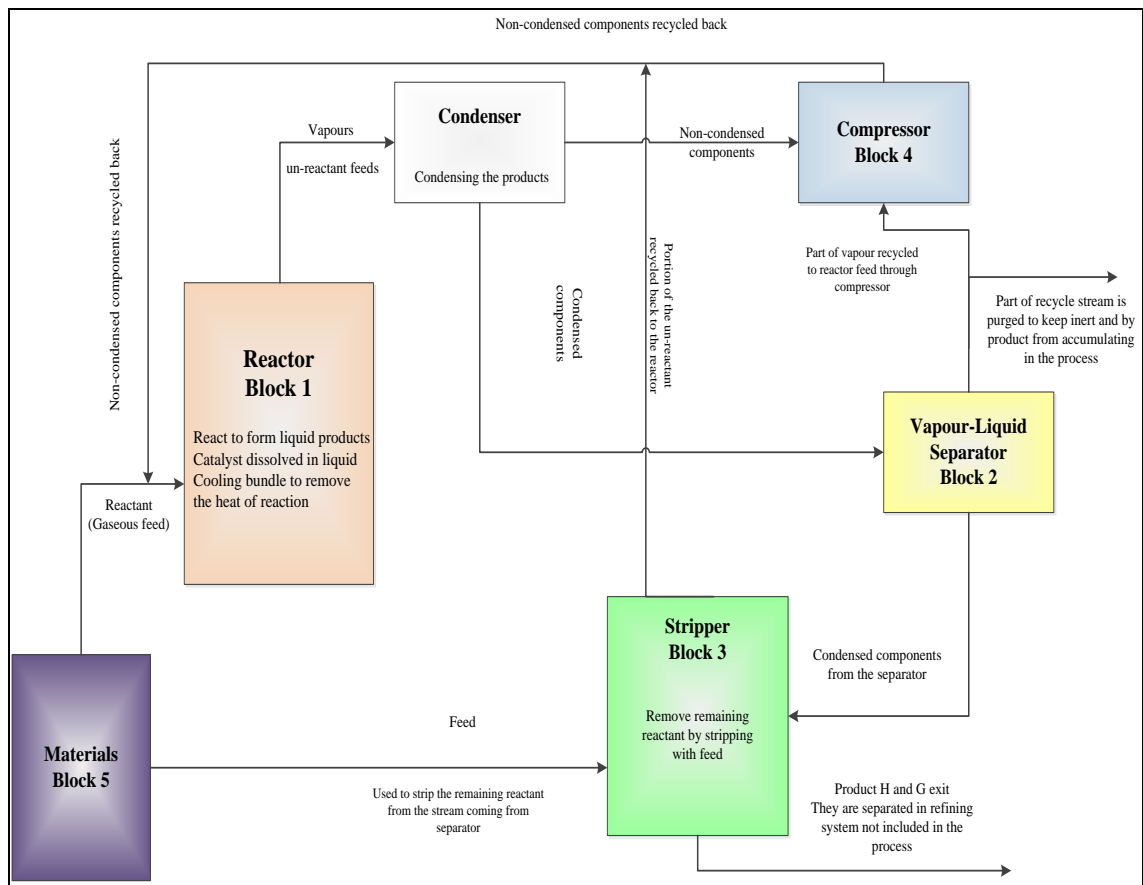 Non-condensed components recycled back
Condenser
Condensing the products
Compressor
Block 4
Vapours
un-reactant feeds
Non-condensed
components
Non-condensed components recycled back
Portion of the un-reactant
recycled back to the reactor
Condensed
components
Part of vapour recycled
to reactor feed through
compressor
Part of recycle stream is
purged to keep inert and by
product from accumulating
in the process
Reactor
Block 1
React to form liquid products
Catalyst dissolved in liquid
Cooling bundle to remove
the heat of reaction
Vapour-Liquid
Separator
Block 2
Reactant
(Gaseous feed)
Stripper
Block 3
Remove remaining
reactant by stripping
with feed
Condensed components
from the separator
Materials
Block 5
Feed
Used to strip the remaining reactant
from the stream coming from
separator
Product H and G exit
They are separated in refining
system not included in the
process